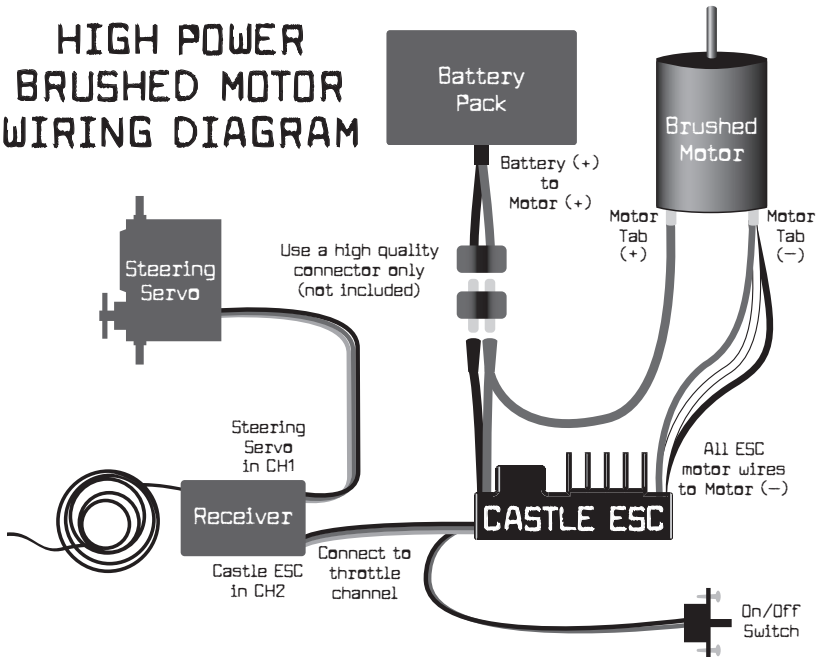 HIGH POWER
BRUSHED MOTOR
WIRING DIAGRAM
Battery
Pack
Brushed
Motor
Battery (+)
to
Motor (+)
Motor
Tab
(+)
Motor
Tab
(−)
Use a high quality
connector only
(not included)
Steering
Servo
Steering
Servo
in CH1
All ESC
motor wires
to Motor (−)
Receiver
CASTLE ESC
Castle ESC
in CH2
Connect to
throttle
channel
On/Off
Switch